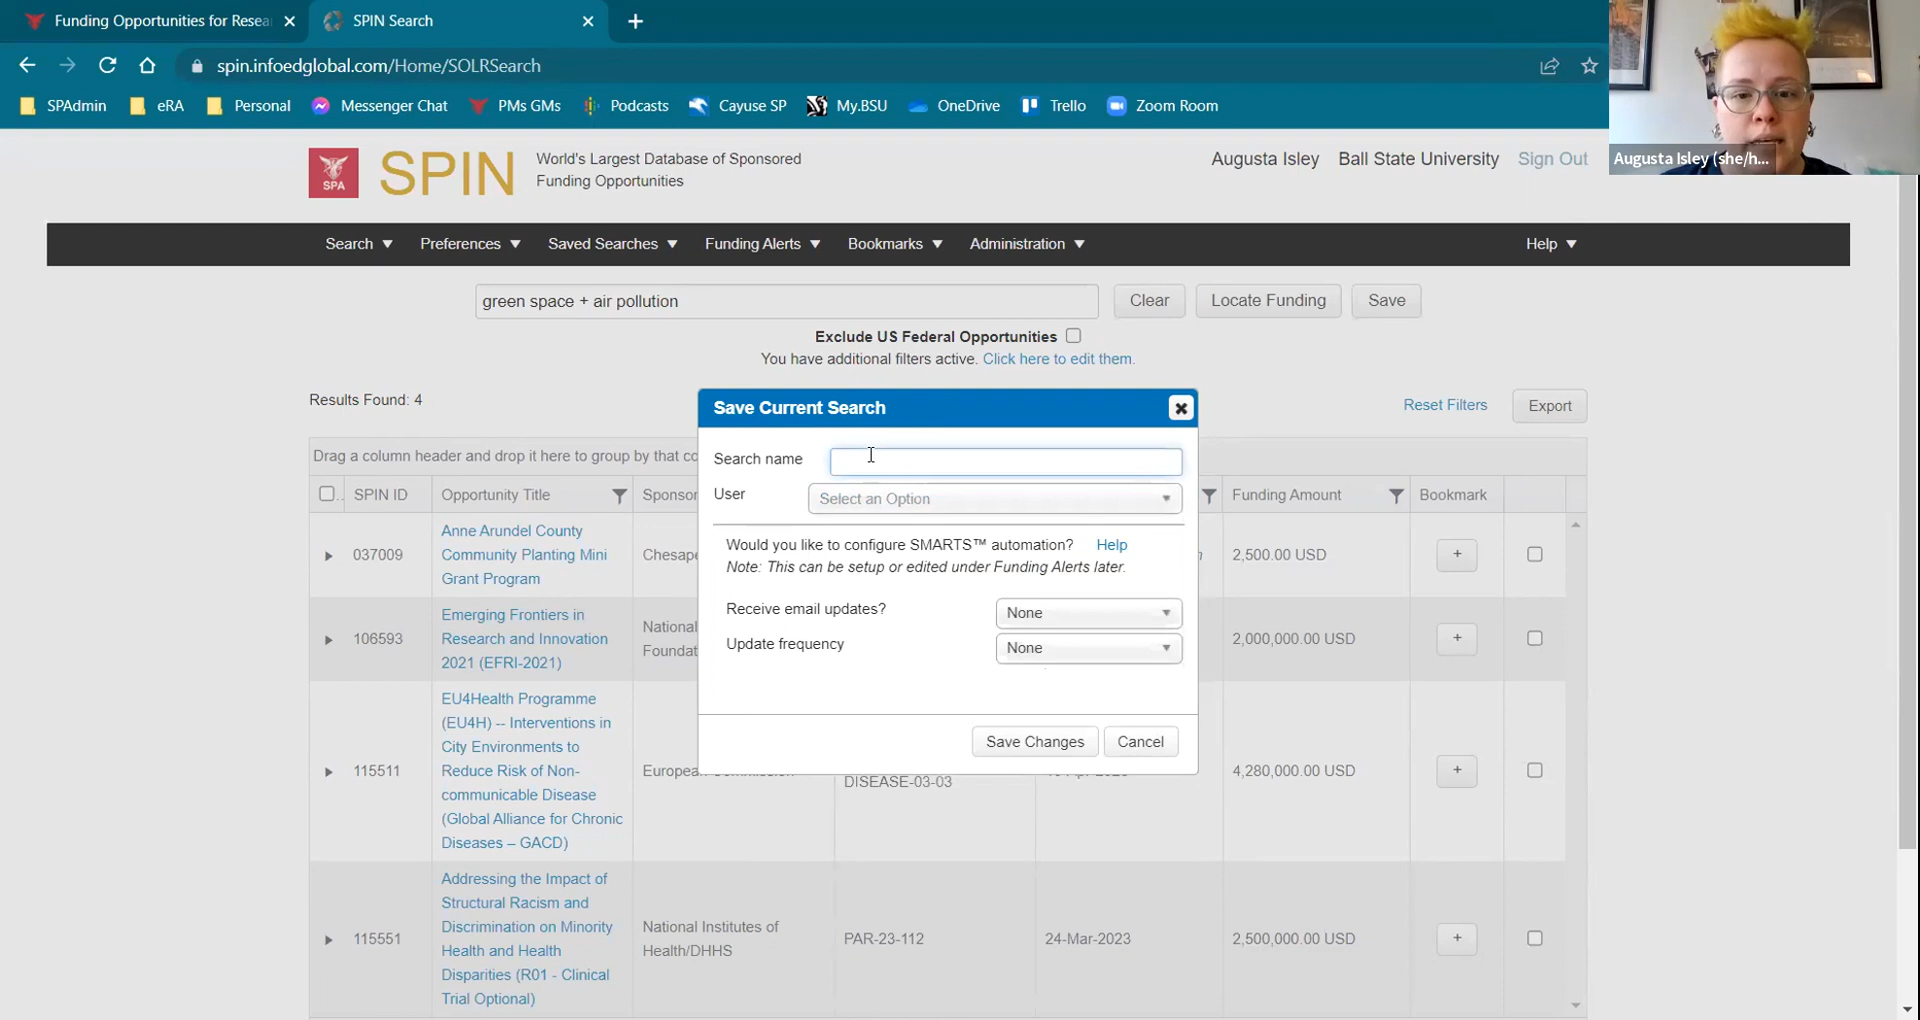 Funding Opportunities for Resea
SPIN Search
spin.infoedglobal.com/Home/SOLRSearch
SPAdmin
eRA
Personal
Messenger Chat
PMs GMs
Podcasts
Cayuse SP
My.BSU
OneDrive
Trello
Zoom Room
Augusta Isley (she/h...
SPA
SPIN
World's Largest Database of Sponsored
Funding Opportunities
Augusta Isley
Ball State University
Sign Out
Search
Preferences
Saved Searches
Funding Alerts
Bookmarks
Administration
Help
green space + air pollution
Clear
Locate Funding
Save
Exclude US Federal Opportunities
You have additional filters active. Click here to edit them.
Results Found: 4
Reset Filters
Export
Drag a column header and drop it here to group by that co
SPIN ID
Opportunity Title
Sponso
Funding Amount
Bookmark
037009
Anne Arundel County
Community Planting Mini
Grant Program
Chesape
2,500.00 USD
+
106593
Emerging Frontiers in
Research and Innovation
2021 (EFRI-2021)
National
Foundat
2,000,000.00 USD
+
115511
EU4Health Programme
(EU4H) -- Interventions in
City Environments to
Reduce Risk of Non-
communicable Disease
(Global Alliance for Chronic
Diseases – GACD)
Europea
DISEASE-03-03
4,280,000.00 USD
+
115551
Addressing the Impact of
Structural Racism and
Discrimination on Minority
Health and Health
Disparities (R01 - Clinical
Trial Optional)
National Institutes of
Health/DHHS
PAR-23-112
24-Mar-2023
2,500,000.00 USD
+
Save Current Search
Search name
User
Select an Option
Would you like to configure SMARTS™ automation?
Help
Note: This can be setup or edited under Funding Alerts later.
Receive email updates?
None
Update frequency
None
Save Changes
Cancel